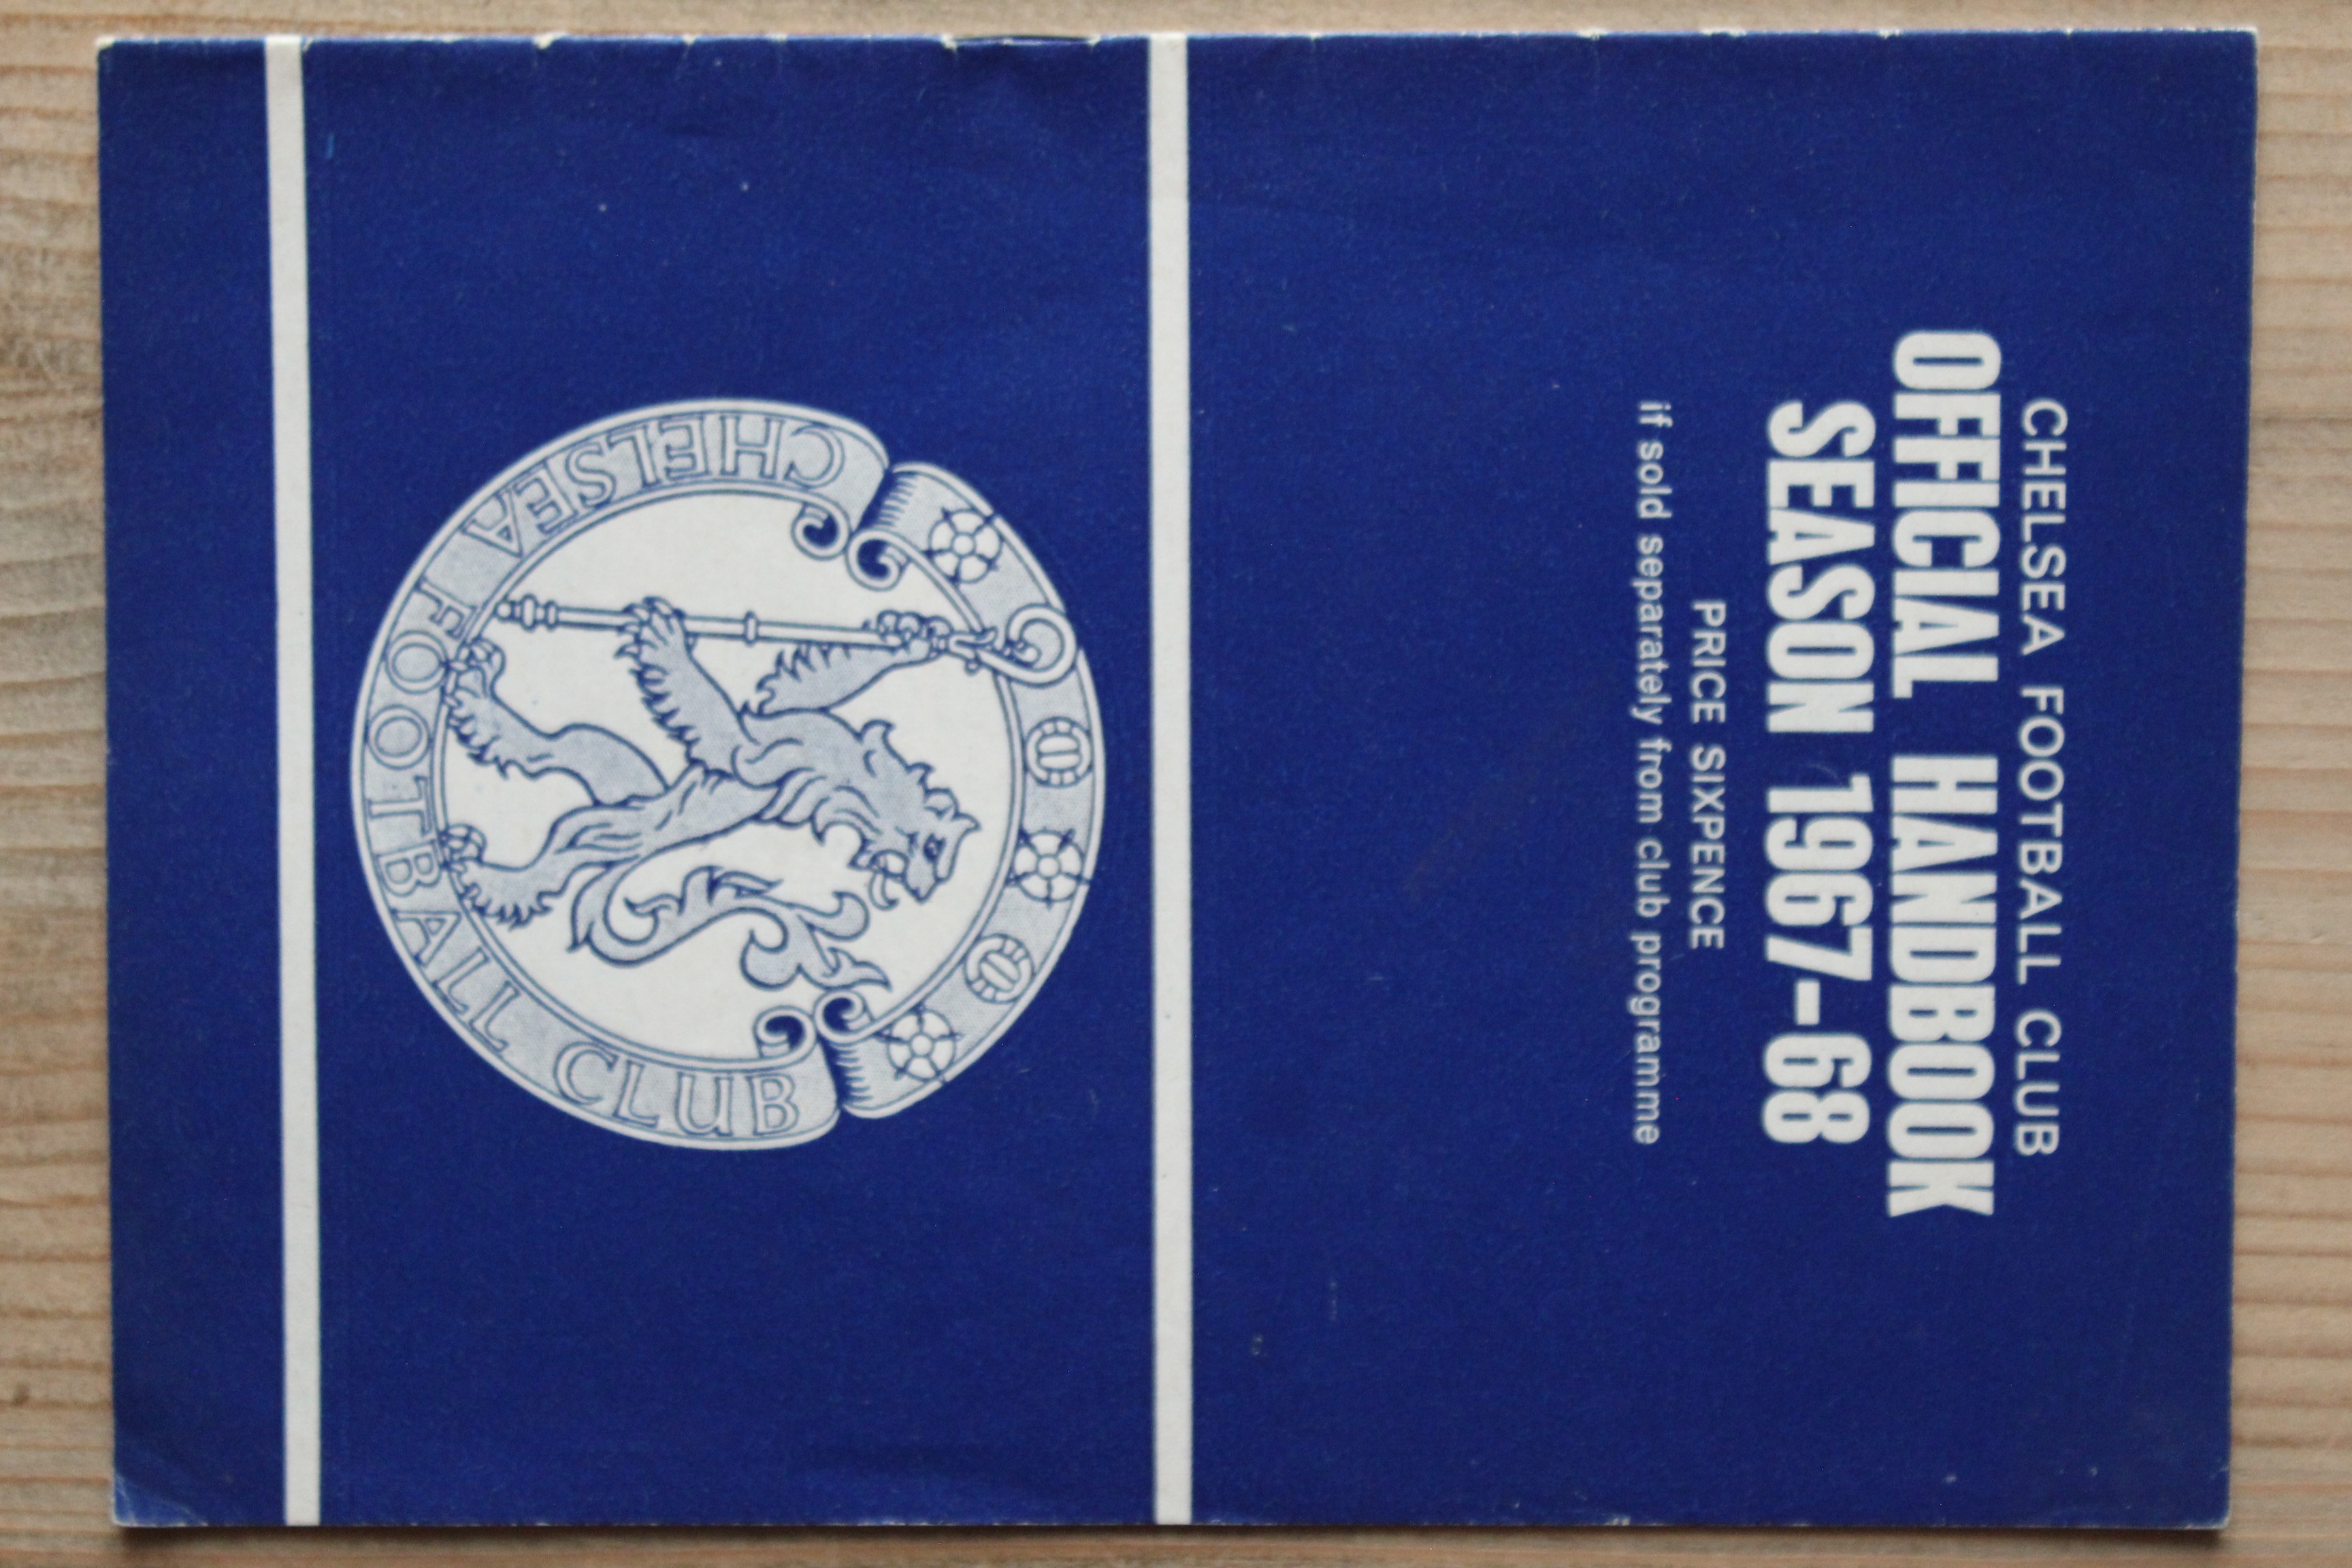 CHELSEA FOOTBALL CLUB
OFFICIAL HANDBOOK
SEASON 1967-68
PRICE SIXPENCE
if sold separately from club programme
CHELSEA FOOTBALL CLUB